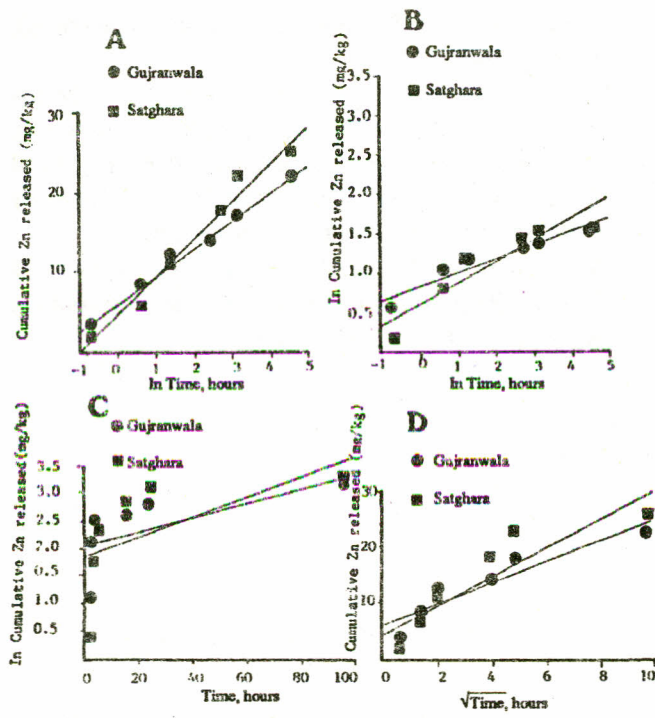 A
Gujranwala
Satghara
Cumulative Zn released (mg/kg)
30
20
10
-1 0 1 2 3 4 5
ln Time, hours
B
Gujranwala
Satghara
In Cumulative Zn released (mg/kg)
3.5
3.0
2.5
2.0
1.5
1.0
0.5
-1 0 1 2 3 4 5
ln Time, hours
C
Gujranwala
Satghara
In Cumulative Zn released(mg/kg)
3.5
3.0
2.5
2.0
0.5
1.0
0.5
0 20 40 60 80 100
Time, hours
D
Gujranwala
Satghara
Cumulative Zn released (mg/kg)
30
20
10
0 2 4 6 8 10
√Time, hours